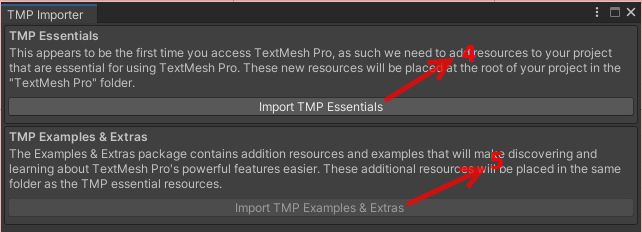 TMP Importer
TMP Essentials
This appears to be the first time you access TextMesh Pro, as such we need to add resources to your project
that are essential for using TextMesh Pro. These new resources will be placed at the root of your project in the
"TextMesh Pro" folder.
4
Import TMP Essentials
TMP Examples & Extras
The Examples & Extras package contains addition resources and examples that will make discovering and
learning about TextMesh Pro's powerful features easier. These additional resources will be placed in the same
folder as the TMP essential resources.
5
Import TMP Examples & Extras